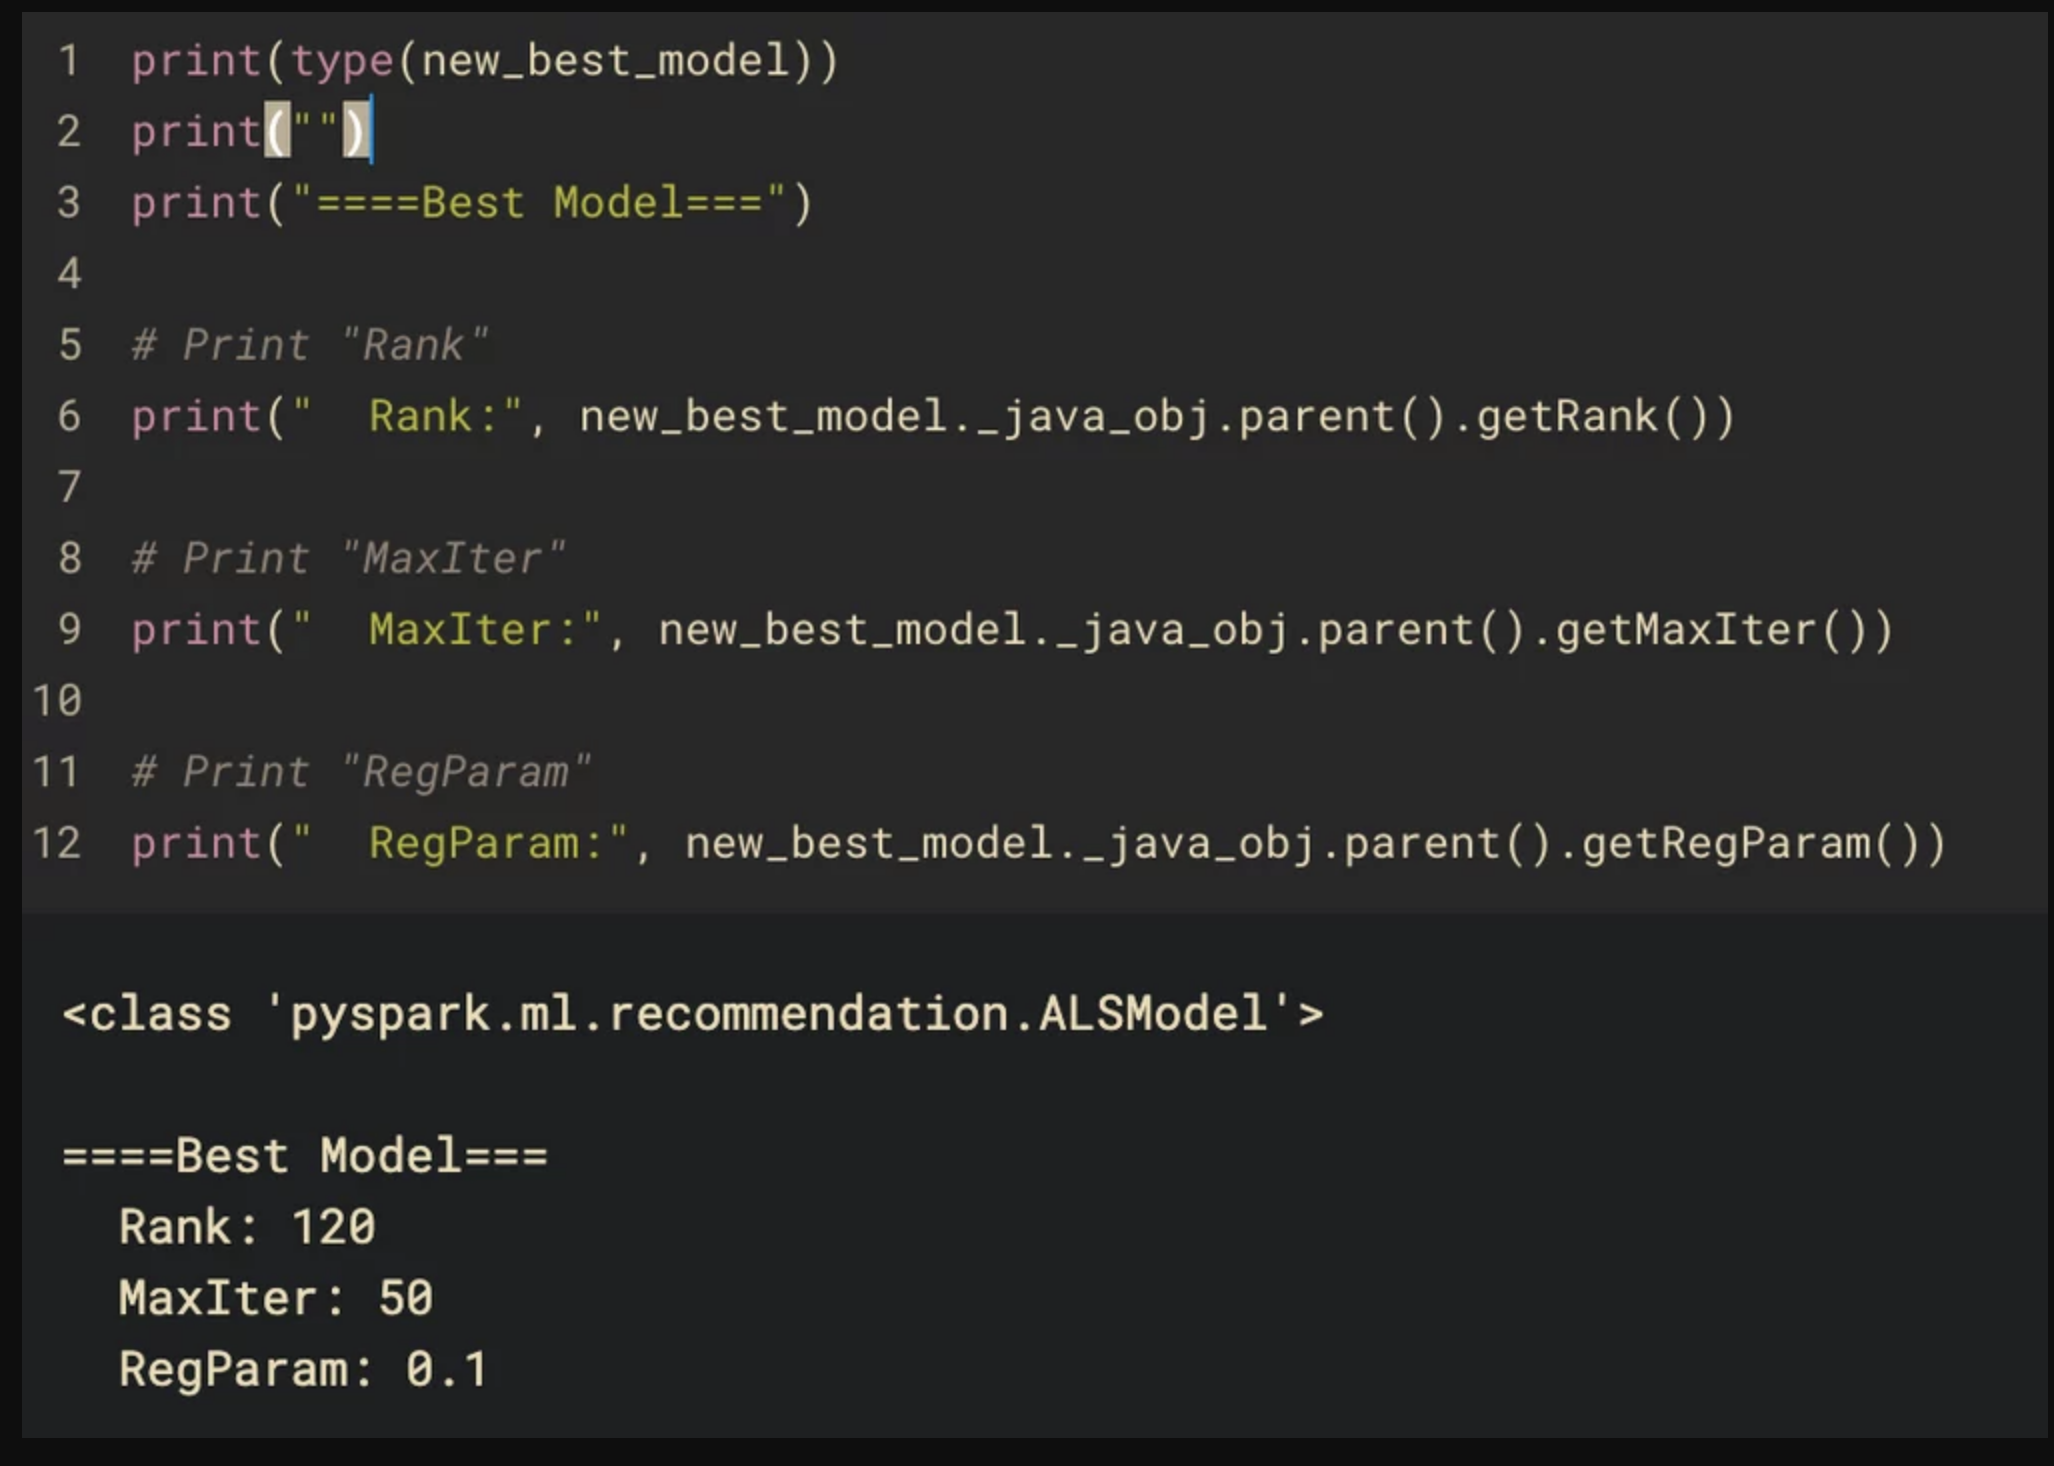 1 print(type(new_best_model))
2 print("")
3 print("====Best Model===")
4
5 # Print "Rank"
6 print("  Rank:", new_best_model._java_obj.parent().getRank())
7
8 # Print "MaxIter"
9 print("  MaxIter:", new_best_model._java_obj.parent().getMaxIter())
10
11 # Print "RegParam"
12 print("  RegParam:", new_best_model._java_obj.parent().getRegParam())
<class 'pyspark.ml.recommendation.ALSModel'>
====Best Model===
  Rank: 120
  MaxIter: 50
  RegParam: 0.1